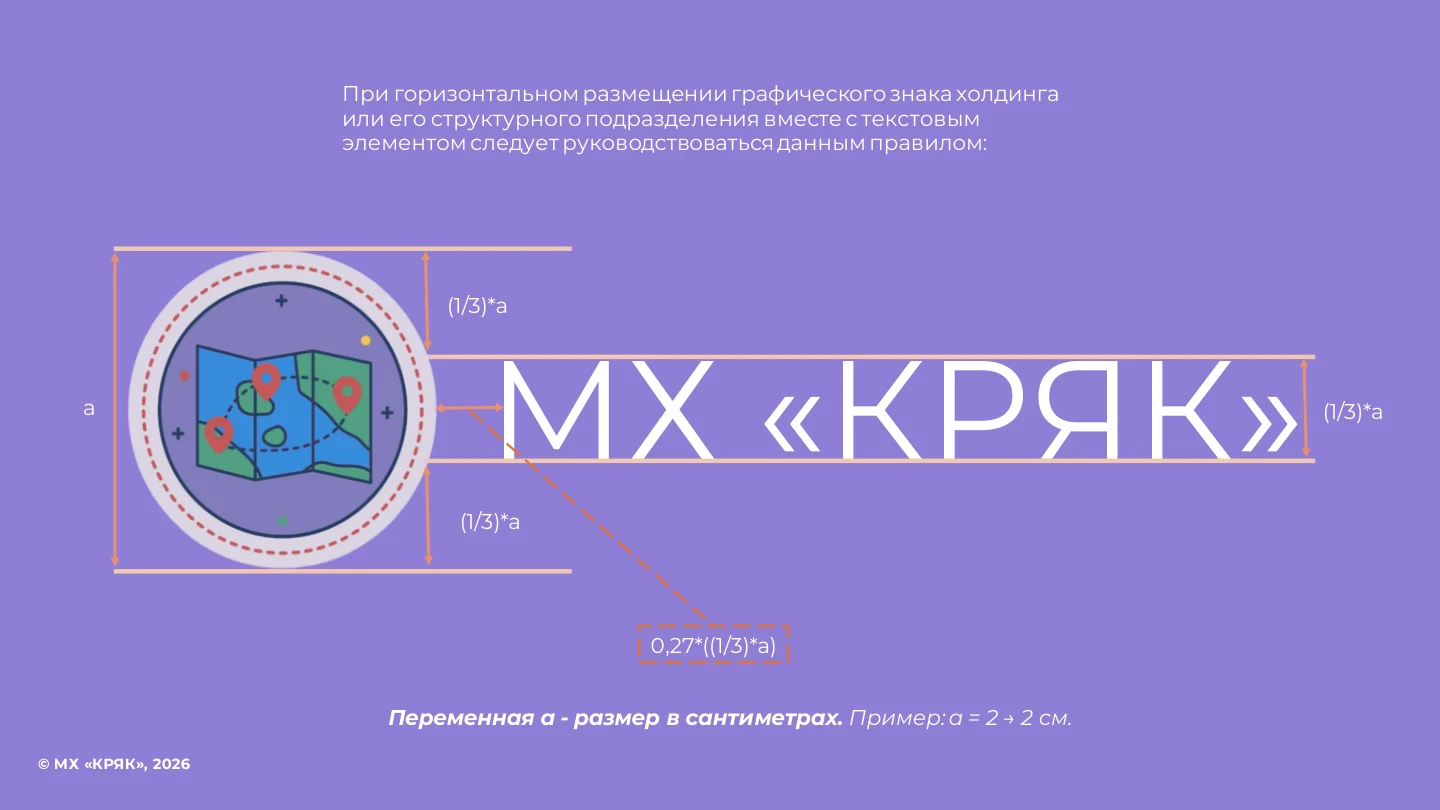 При горизонтальном размещении графического знака холдинга
или его структурного подразделения вместе с текстовым
элементом следует руководствоваться данным правилом:
(1/3)*a
МХ «КРЯК»
a
(1/3)*a
(1/3)*a
0,27*((1/3)*a)
Переменная a - размер в сантиметрах. Пример: a = 2 → 2 см.
© МХ «КРЯК», 2026